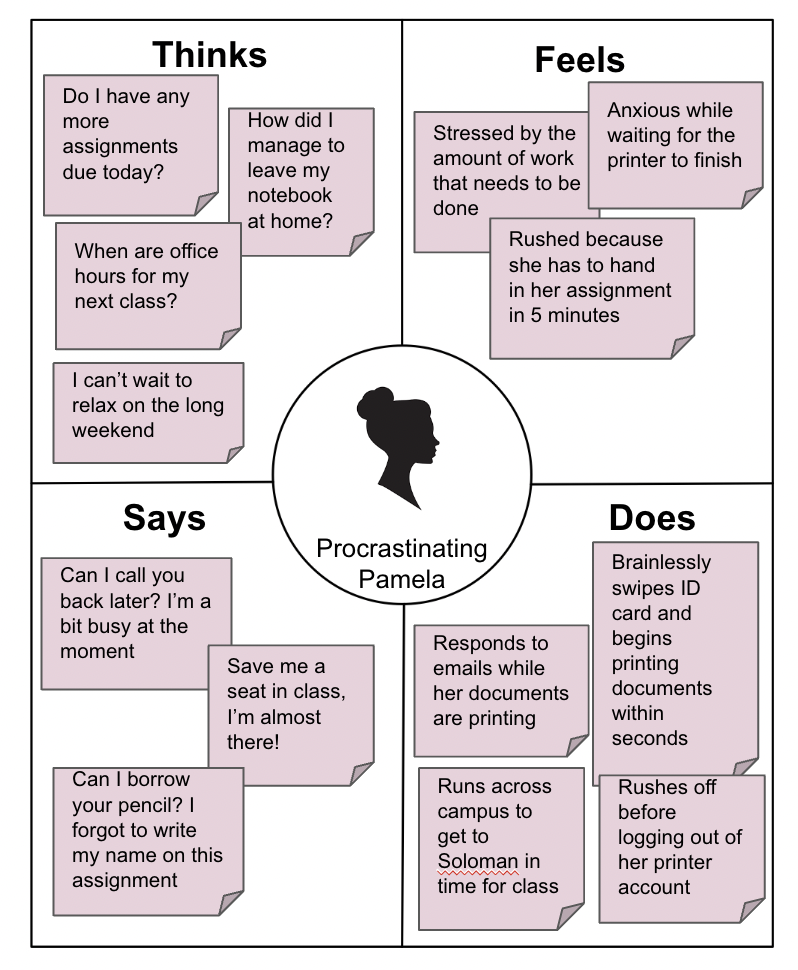 Thinks
Do I have any
more
assignments
due today?
How did I
manage to
leave my
notebook
at home?
When are office
hours for my
next class?
I can't wait to
relax on the long
weekend
Feels
Stressed by the
amount of work
that needs to be
done
Anxious while
waiting for the
printer to finish
Rushed because
she has to hand
in her assignment
in 5 minutes
Procrastinating
Pamela
Says
Can I call you
back later? I'm a
bit busy at the
moment
Save me a
seat in class,
I'm almost
there!
Can I borrow
your pencil? I
forgot to write
my name on this
assignment
Does
Responds to
emails while
her documents
are printing
Brainlessly
swipes ID
card and
begins
printing
documents
within
seconds
Runs across
campus to
get to
Soloman in
time for class
Rushes off
before
logging out of
her printer
account